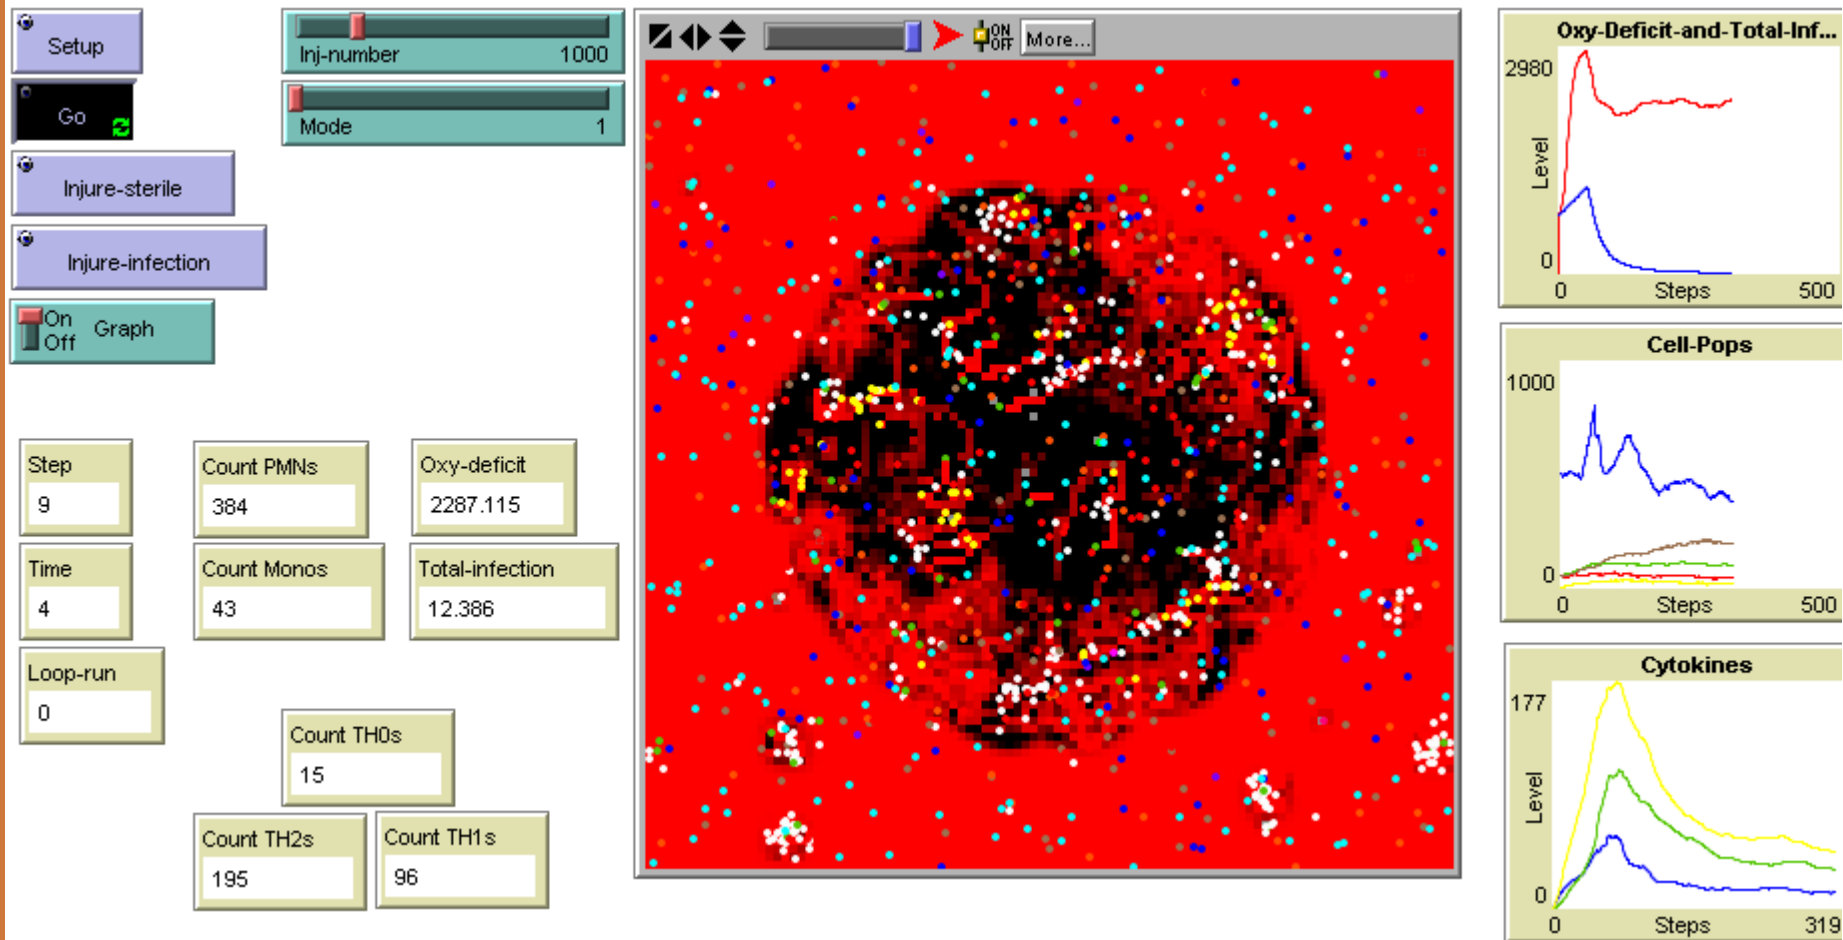 Setup
Go
Injure-sterile
Injure-infection
On
Off
Graph
Inj-number 1000
Mode 1
ON
OFF
More...
Step
9
Time
4
Loop-run
0
Count PMNs
384
Count Monos
43
Oxy-deficit
2287.115
Total-infection
12.386
Count TH0s
15
Count TH2s
195
Count TH1s
96
Oxy-Deficit-and-Total-Inf...
2980
Level
0
0 Steps 500
Cell-Pops
1000
0
0 Steps 500
Cytokines
177
Level
0
0 Steps 319